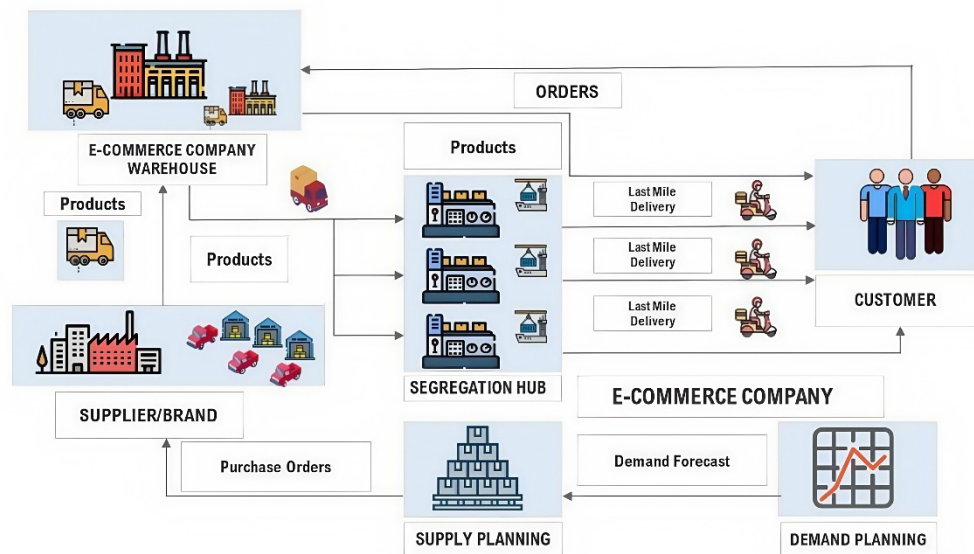 ORDERS
E-COMMERCE COMPANY
WAREHOUSE
Products
Products
Products
Last Mile
Delivery
Last Mile
Delivery
Last Mile
Delivery
CUSTOMER
SEGREGATION HUB
E-COMMERCE COMPANY
SUPPLIER/BRAND
Purchase Orders
Demand Forecast
SUPPLY PLANNING
DEMAND PLANNING